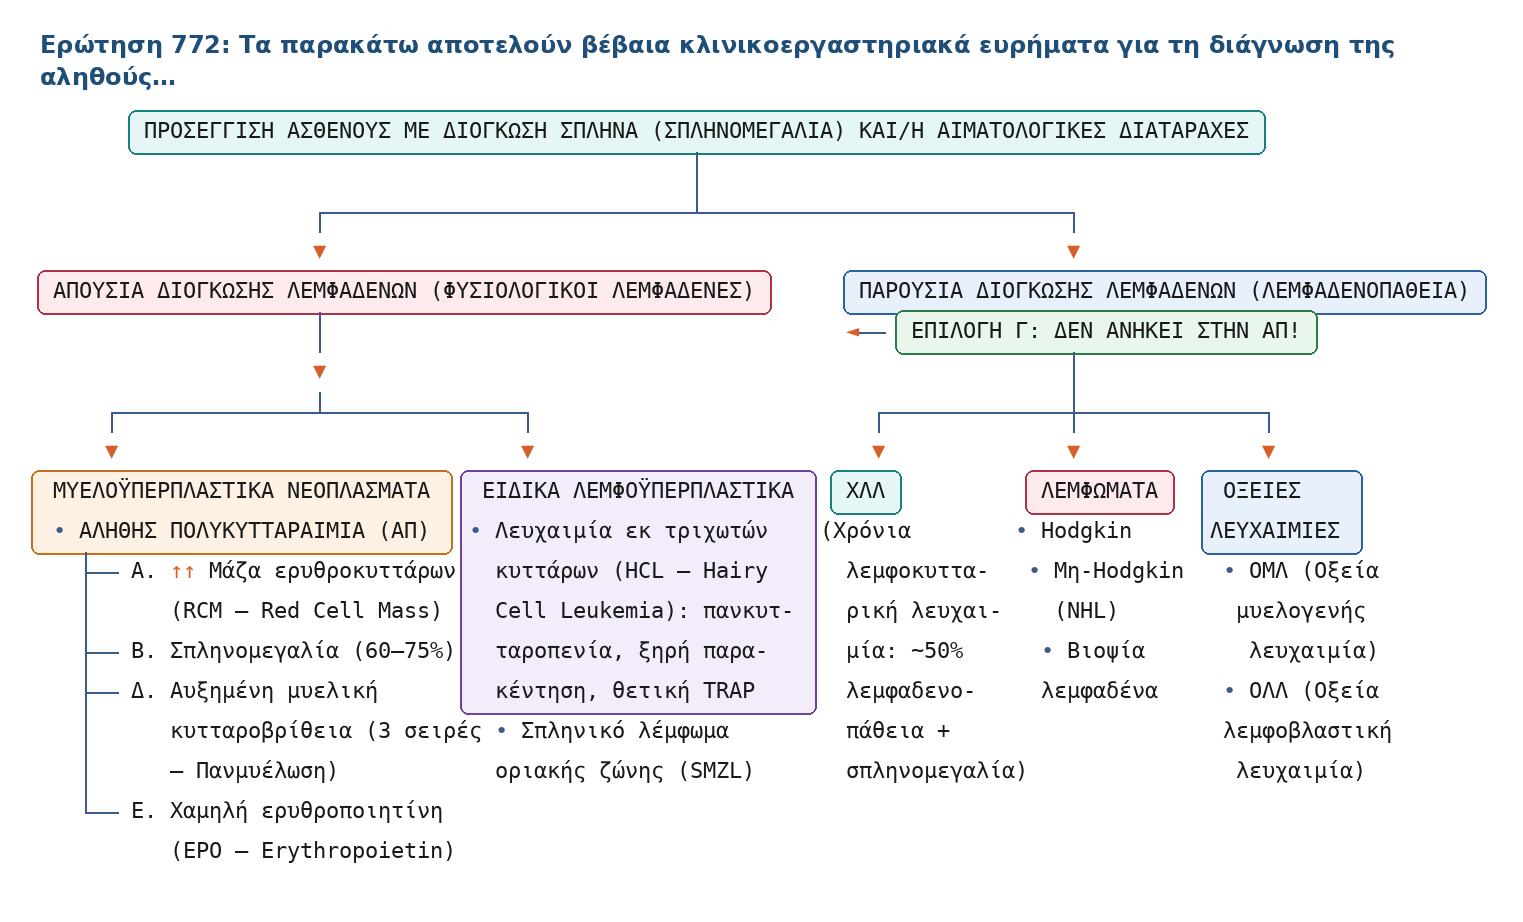 Ερώτηση 772: Τα παρακάτω αποτελούν βέβαια κλινικοεργαστηριακά ευρήματα για τη διάγνωση της
αληθούς…
ΠΡΟΣΕΓΓΙΣΗ ΑΣΘΕΝΟΥΣ ΜΕ ΔΙΟΓΚΩΣΗ ΣΠΛΗΝΑ (ΣΠΛΗΝΟΜΕΓΑΛΙΑ) ΚΑΙ/Η ΑΙΜΑΤΟΛΟΓΙΚΕΣ ΔΙΑΤΑΡΑΧΕΣ
ΑΠΟΥΣΙΑ ΔΙΟΓΚΩΣΗΣ ΛΕΜΦΑΔΕΝΩΝ (ΦΥΣΙΟΛΟΓΙΚΟΙ ΛΕΜΦΑΔΕΝΕΣ)
ΠΑΡΟΥΣΙΑ ΔΙΟΓΚΩΣΗΣ ΛΕΜΦΑΔΕΝΩΝ (ΛΕΜΦΑΔΕΝΟΠΑΘΕΙΑ)
ΕΠΙΛΟΓΗ Γ: ΔΕΝ ΑΝΗΚΕΙ ΣΤΗΝ ΑΠ!
ΜΥΕΛΟΫΠΕΡΠΛΑΣΤΙΚΑ ΝΕΟΠΛΑΣΜΑΤΑ
• ΑΛΗΘΗΣ ΠΟΛΥΚΥΤΤΑΡΑΙΜΙΑ (ΑΠ)
Α. ↑↑ Μάζα ερυθροκυττάρων
(RCM – Red Cell Mass)
Β. Σπληνομεγαλία (60–75%)
Δ. Αυξημένη μυελική
κυτταροβρίθεια (3 σειρές
– Πανμυέλωση)
Ε. Χαμηλή ερυθροποιητίνη
(EPO – Erythropoietin)
ΕΙΔΙΚΑ ΛΕΜΦΟΫΠΕΡΠΛΑΣΤΙΚΑ
• Λευχαιμία εκ τριχωτών
κυττάρων (HCL – Hairy
Cell Leukemia): πανκυτ-
ταροπενία, ξηρή παρα-
κέντηση, θετική TRAP
• Σπληνικό λέμφωμα
οριακής ζώνης (SMZL)
ΧΛΛ
(Χρόνια
λεμφοκυττα-
ρική λευχαι-
μία: ~50%
λεμφαδενο-
πάθεια +
σπληνομεγαλία)
ΛΕΜΦΩΜΑΤΑ
• Hodgkin
• Μη-Hodgkin
(NHL)
• Βιοψία
λεμφαδένα
ΟΞΕΙΕΣ
ΛΕΥΧΑΙΜΙΕΣ
• ΟΜΛ (Οξεία
μυελογενής
λευχαιμία)
• ΟΛΛ (Οξεία
λεμφοβλαστική
λευχαιμία)